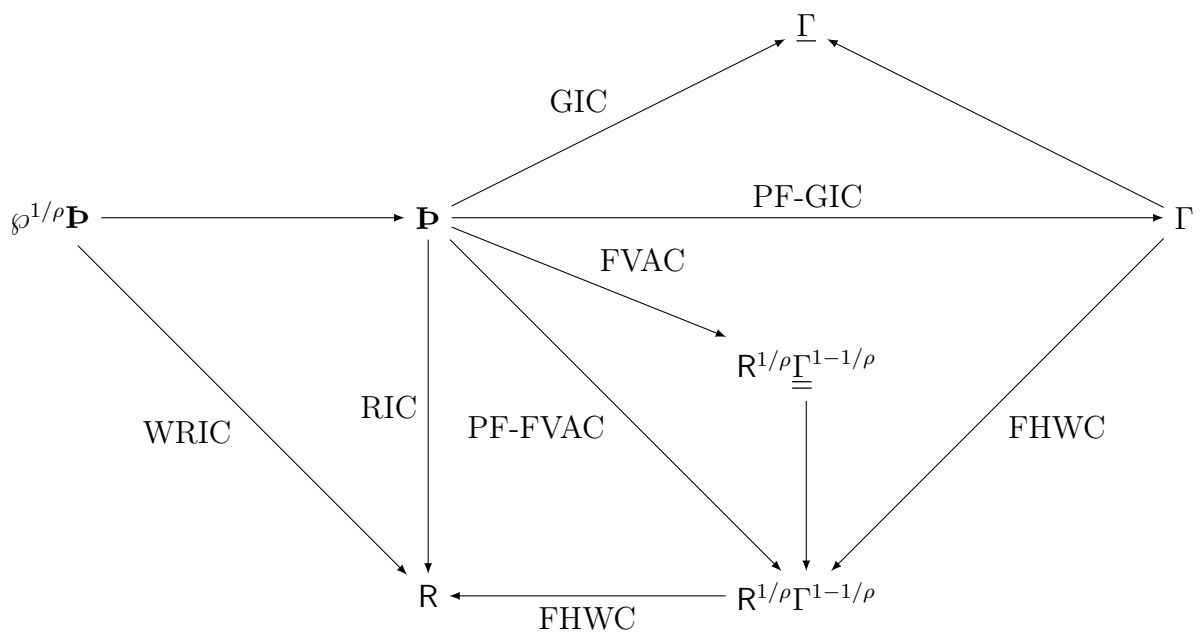 Γ̲
GIC
℘^{1/ρ}Þ
Þ
PF-GIC
Γ
FVAC
R^{1/ρ}Γ̳^{1−1/ρ}
WRIC
RIC
PF-FVAC
FHWC
R
FHWC
R^{1/ρ}Γ^{1−1/ρ}